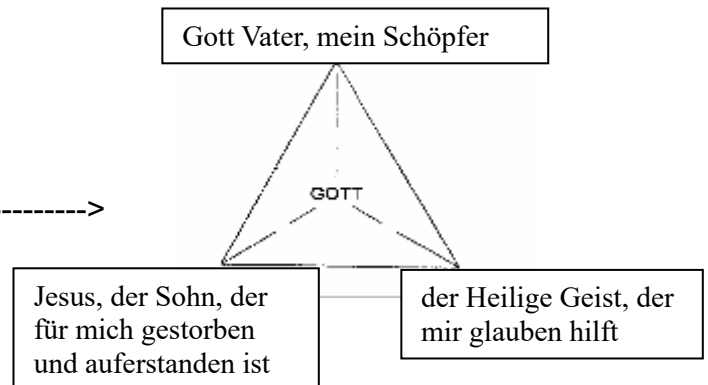 Gott Vater, mein Schöpfer
GOTT
--------->
Jesus, der Sohn, der
für mich gestorben
und auferstanden ist
der Heilige Geist, der
mir glauben hilft